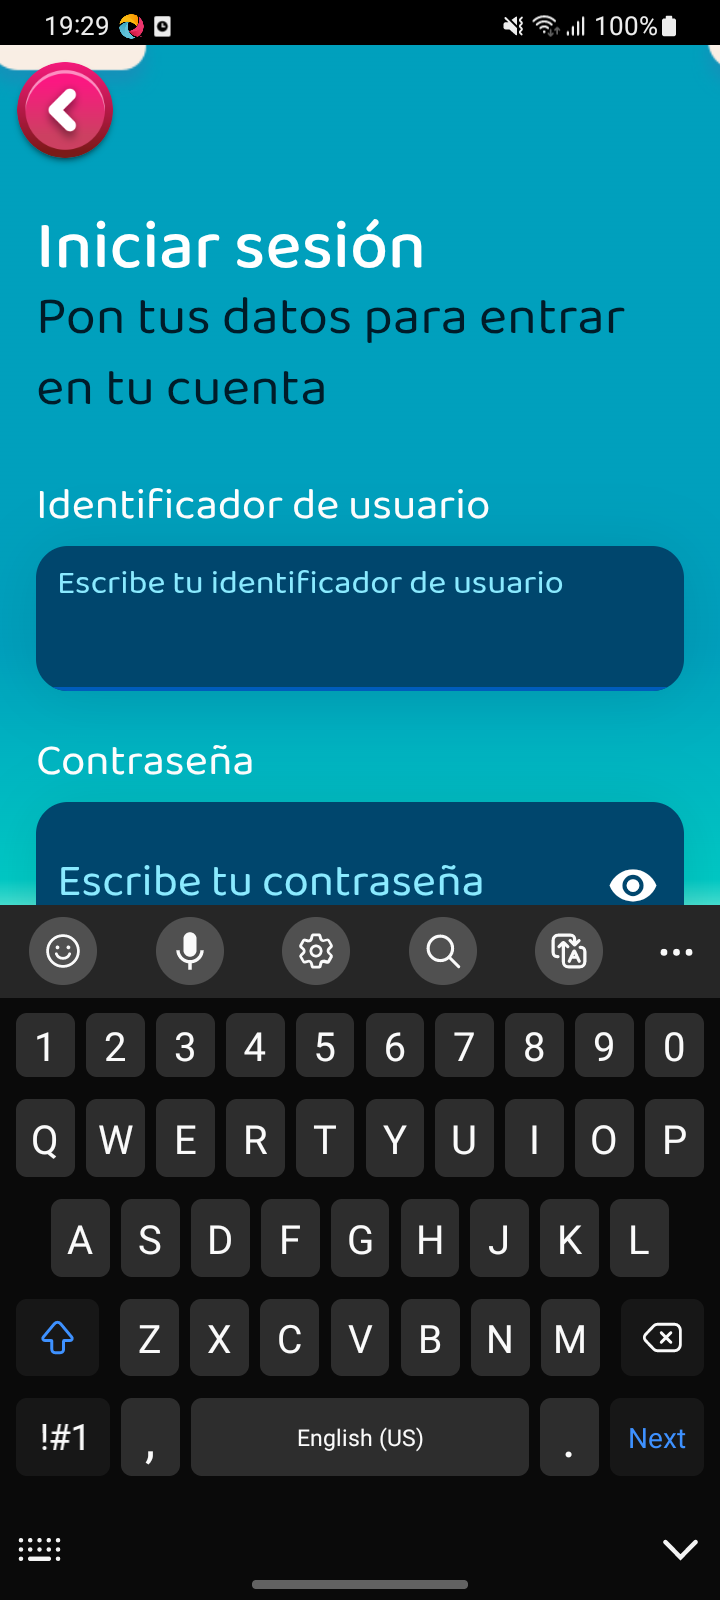 19:29
100%
Iniciar sesión
Pon tus datos para entrar
en tu cuenta
Identificador de usuario
Escribe tu identificador de usuario
Contraseña
Escribe tu contraseña
1 2 3 4 5 6 7 8 9 0
Q W E R T Y U I O P
A S D F G H J K L
Z X C V B N M
!#1 , English (US) . Next